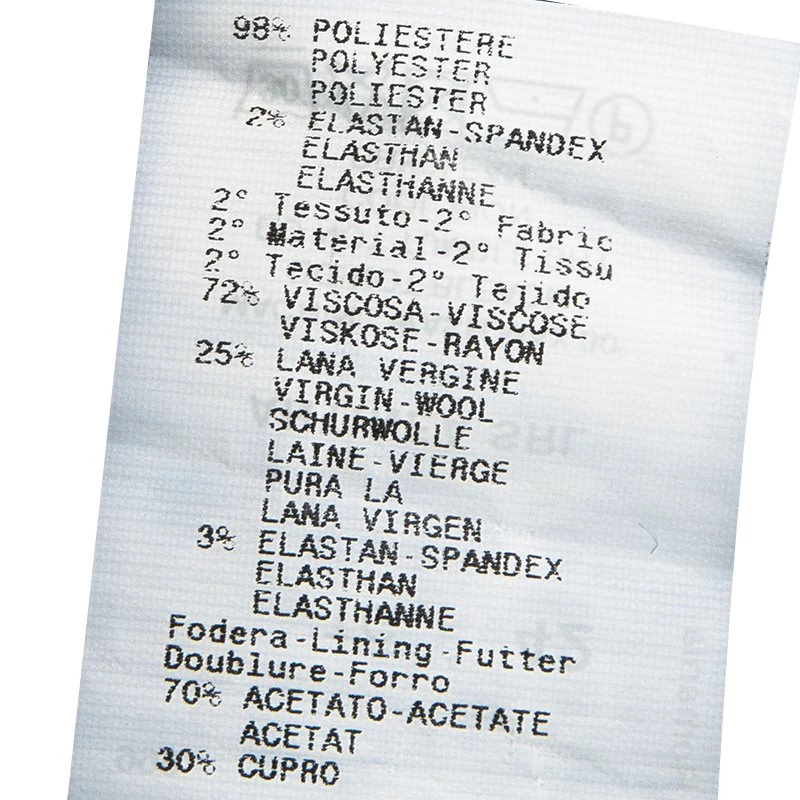 98% POLIESTERE
POLYESTER
POLIESTER
2% ELASTAN-SPANDEX
ELASTHAN
ELASTHANNE
2° Tessuto-2° Fabric
2° Material-2° Tissu
2° Tecido-2° Tejido
72% VISCOSA-VISCOSE
VISKOSE-RAYON
25% LANA VERGINE
VIRGIN-WOOL
SCHURWOLLE
LAINE-VIERGE
PURA LA
LANA VIRGEN
3% ELASTAN-SPANDEX
ELASTHAN
ELASTHANNE
Fodera-Lining-Futter
Doublure-Forro
70% ACETATO-ACETATE
ACETAT
30% CUPRO